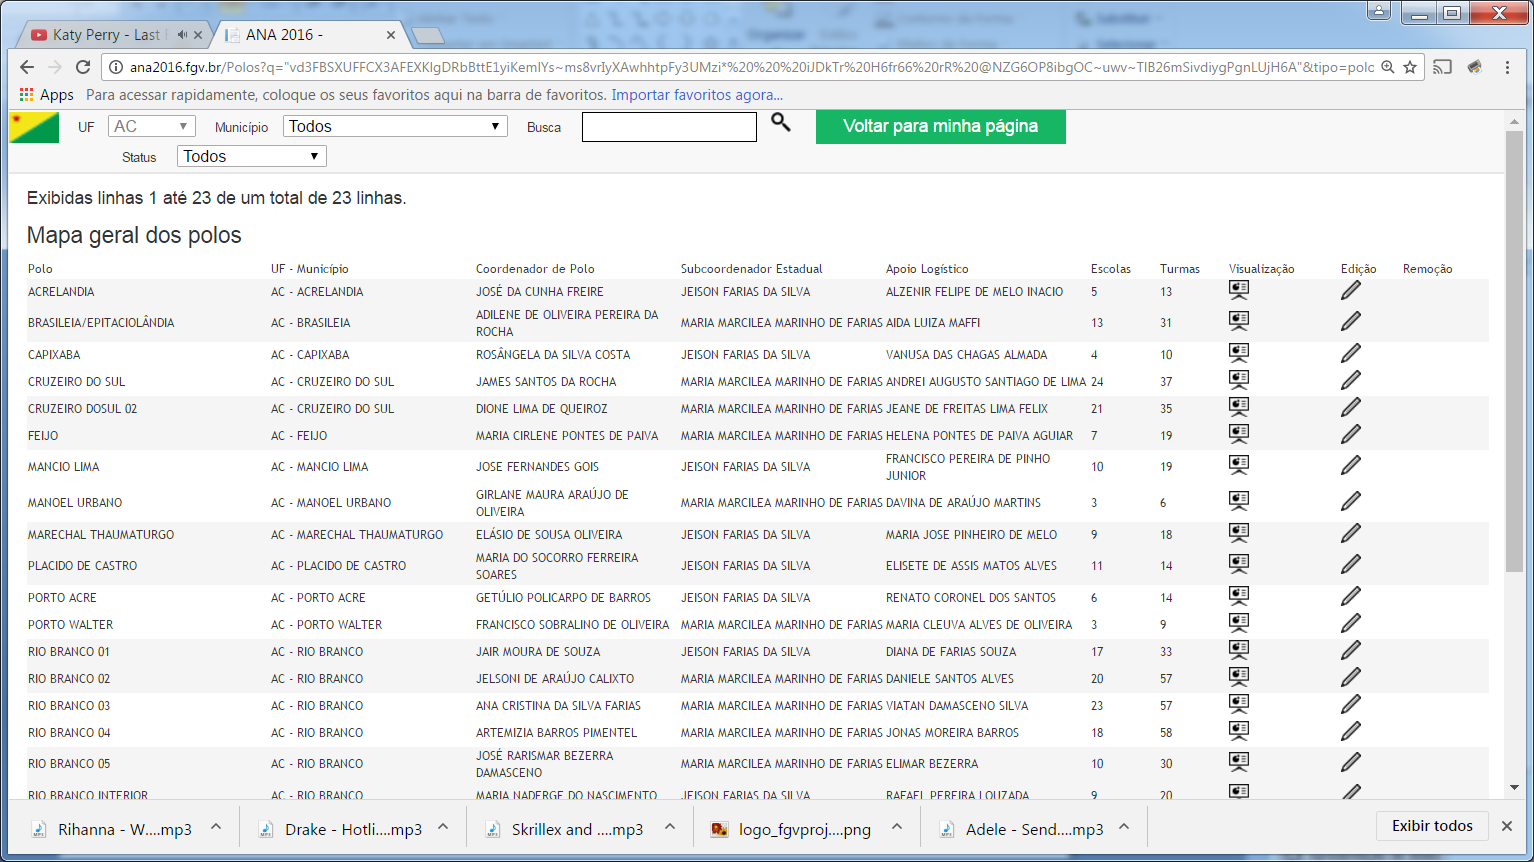 Katy Perry - Last
ANA 2016 -
ana2016.fgv.br/Polos?q="vd3FBSXUFFCX3AFEXKlgDRbBttE1yiKemIYs~ms8vrIyXAwhhtpFy3UMzi*%20%20%20iJDkTr%20H6fr66%20rR%20@NZG6OP8ibgOC~uwv~TIB26mSivdiygPgnLUjH6A"&tipo=polo
Apps Para acessar rapidamente, coloque os seus favoritos aqui na barra de favoritos. Importar favoritos agora...
UF AC Município Todos Busca Voltar para minha página
Status Todos
Exibidas linhas 1 até 23 de um total de 23 linhas.
Mapa geral dos polos
Polo UF - Município Coordenador de Polo Subcoordenador Estadual Apoio Logístico Escolas Turmas Visualização Edição Remoção
ACRELANDIA AC - ACRELANDIA JOSÉ DA CUNHA FREIRE JEISON FARIAS DA SILVA ALZENIR FELIPE DE MELO INACIO 5 13
BRASILEIA/EPITACIOLÂNDIA AC - BRASILEIA ADILENE DE OLIVEIRA PEREIRA DA ROCHA MARIA MARCILEA MARINHO DE FARIAS AIDA LUIZA MAFFI 13 31
CAPIXABA AC - CAPIXABA ROSÂNGELA DA SILVA COSTA JEISON FARIAS DA SILVA VANUSA DAS CHAGAS ALMADA 4 10
CRUZEIRO DO SUL AC - CRUZEIRO DO SUL JAMES SANTOS DA ROCHA MARIA MARCILEA MARINHO DE FARIAS ANDREI AUGUSTO SANTIAGO DE LIMA 24 37
CRUZEIRO DOSUL 02 AC - CRUZEIRO DO SUL DIONE LIMA DE QUEIROZ MARIA MARCILEA MARINHO DE FARIAS JEANE DE FREITAS LIMA FELIX 21 35
FEIJO AC - FEIJO MARIA CIRLENE PONTES DE PAIVA MARIA MARCILEA MARINHO DE FARIAS HELENA PONTES DE PAIVA AGUIAR 7 19
MANCIO LIMA AC - MANCIO LIMA JOSE FERNANDES GOIS JEISON FARIAS DA SILVA FRANCISCO PEREIRA DE PINHO JUNIOR 10 19
MANOEL URBANO AC - MANOEL URBANO GIRLANE MAURA ARAÚJO DE OLIVEIRA MARIA MARCILEA MARINHO DE FARIAS DAVINA DE ARAÚJO MARTINS 3 6
MARECHAL THAUMATURGO AC - MARECHAL THAUMATURGO ELÁSIO DE SOUSA OLIVEIRA JEISON FARIAS DA SILVA MARIA JOSE PINHEIRO DE MELO 9 18
PLACIDO DE CASTRO AC - PLACIDO DE CASTRO MARIA DO SOCORRO FERREIRA SOARES JEISON FARIAS DA SILVA ELISETE DE ASSIS MATOS ALVES 11 14
PORTO ACRE AC - PORTO ACRE GETÚLIO POLICARPO DE BARROS JEISON FARIAS DA SILVA RENATO CORONEL DOS SANTOS 6 14
PORTO WALTER AC - PORTO WALTER FRANCISCO SOBRALINO DE OLIVEIRA MARIA MARCILEA MARINHO DE FARIAS MARIA CLEUVA ALVES DE OLIVEIRA 3 9
RIO BRANCO 01 AC - RIO BRANCO JAIR MOURA DE SOUZA JEISON FARIAS DA SILVA DIANA DE FARIAS SOUZA 17 33
RIO BRANCO 02 AC - RIO BRANCO JELSONI DE ARAÚJO CALIXTO MARIA MARCILEA MARINHO DE FARIAS DANIELE SANTOS ALVES 20 57
RIO BRANCO 03 AC - RIO BRANCO ANA CRISTINA DA SILVA FARIAS MARIA MARCILEA MARINHO DE FARIAS VIATAN DAMASCENO SILVA 23 57
RIO BRANCO 04 AC - RIO BRANCO ARTEMIZIA BARROS PIMENTEL MARIA MARCILEA MARINHO DE FARIAS JONAS MOREIRA BARROS 18 58
RIO BRANCO 05 AC - RIO BRANCO JOSÉ RARISMAR BEZERRA DAMASCENO MARIA MARCILEA MARINHO DE FARIAS ELIMAR BEZERRA 10 30
RIO BRANCO INTERIOR AC - RIO BRANCO MARIA NADERGE DO NASCIMENTO JEISON FARIAS DA SILVA RAFAEL PEREIRA LOUZADA 9 20
Rihanna - W....mp3 Drake - Hotli....mp3 Skrillex and ....mp3 logo_fgvproj....png Adele - Send....mp3 Exibir todos